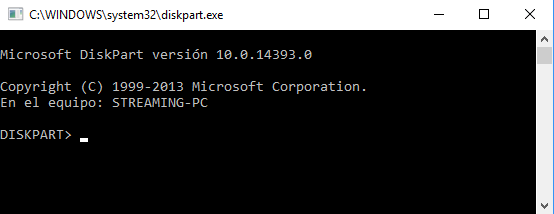 C:\WINDOWS\system32\diskpart.exe
Microsoft DiskPart versión 10.0.14393.0
Copyright (C) 1999-2013 Microsoft Corporation.
En el equipo: STREAMING-PC
DISKPART>